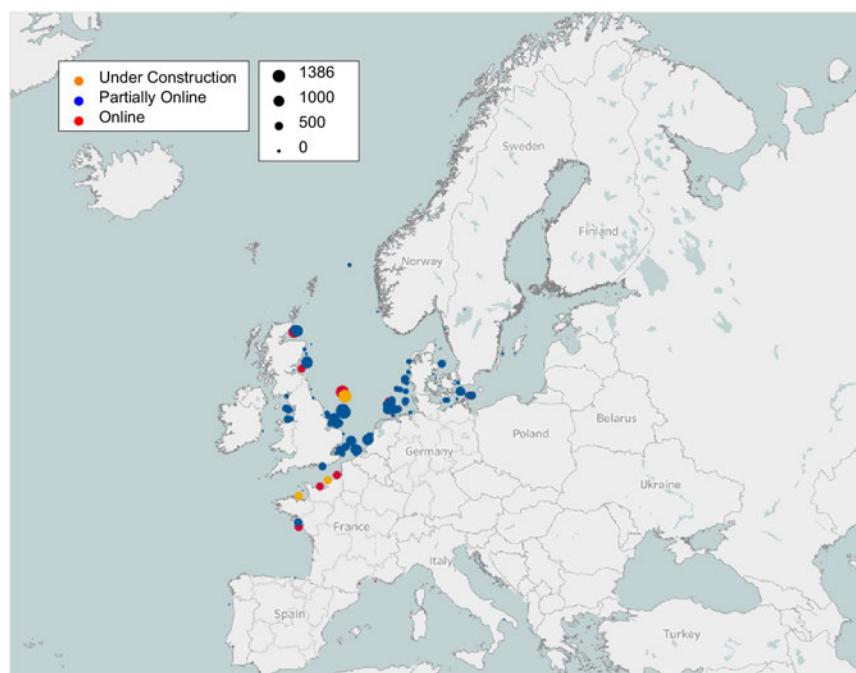 Under Construction
Partially Online
Online
1386
1000
500
0
Sweden
Finland
Norway
Belarus
Poland
Germany
Ukraine
France
Italy
Spain
Turkey